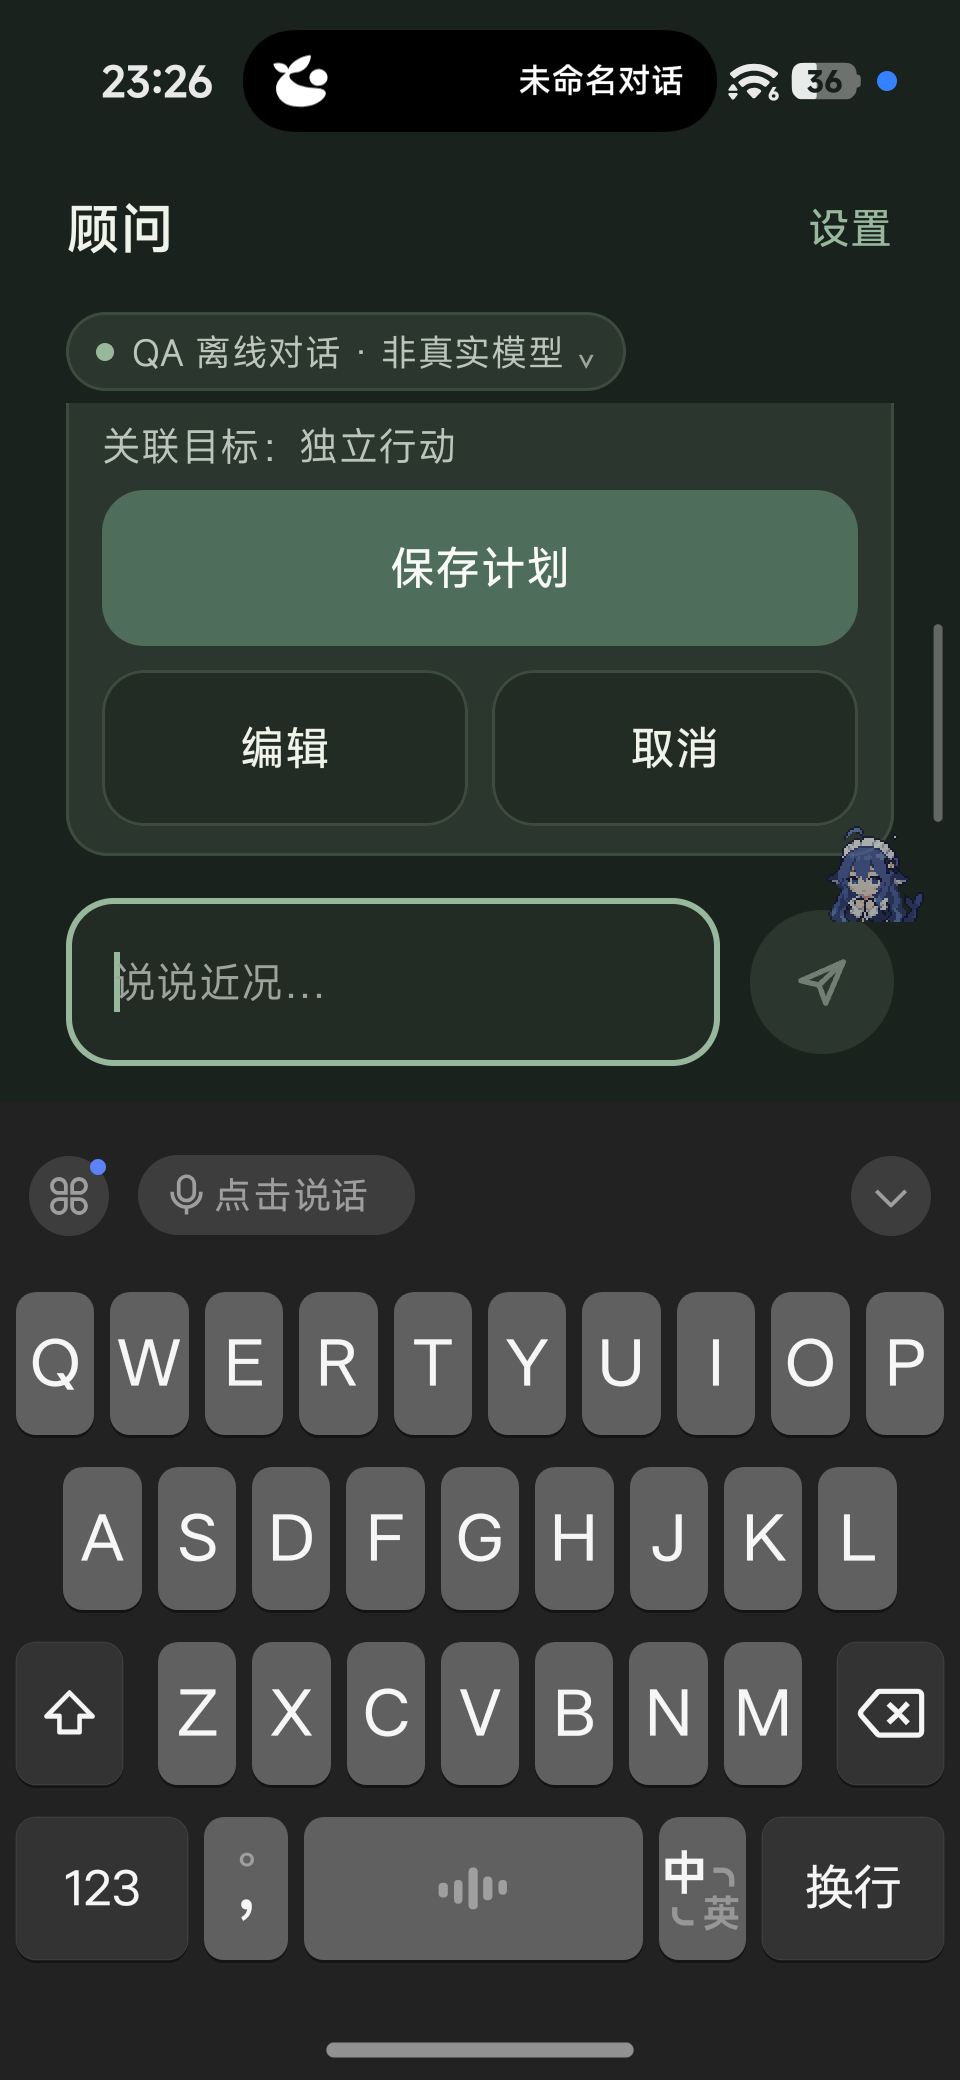 23:26
未命名对话
6
36
顾问
设置
QA 离线对话 · 非真实模型
关联目标：独立行动
保存计划
编辑
取消
说说近况...
点击说话
Q W E R T Y U I O P
A S D F G H J K L
Z X C V B N M
123
。
，
中
英
换行